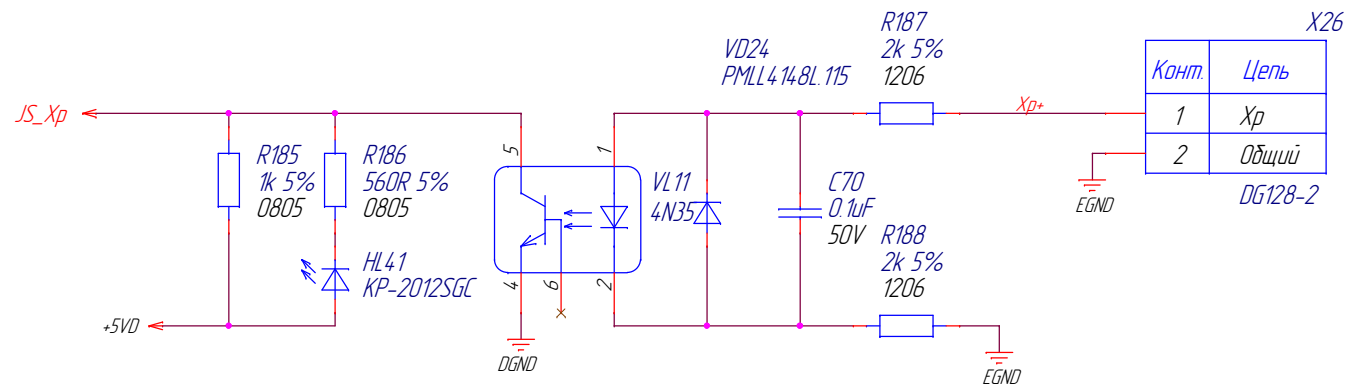 X26
Конт. Цепь
1 Xp
2 Общий
DG128-2
EGND
Xp+
R187
2k 5%
1206
VD24
PMLL4148L.115
JS_Xp
R185
1k 5%
0805
R186
560R 5%
0805
HL41
KP-2012SGC
+5VD
5
1
4
6
2
VL11
4N35
DGND
C70
0.1uF
50V
R188
2k 5%
1206
EGND